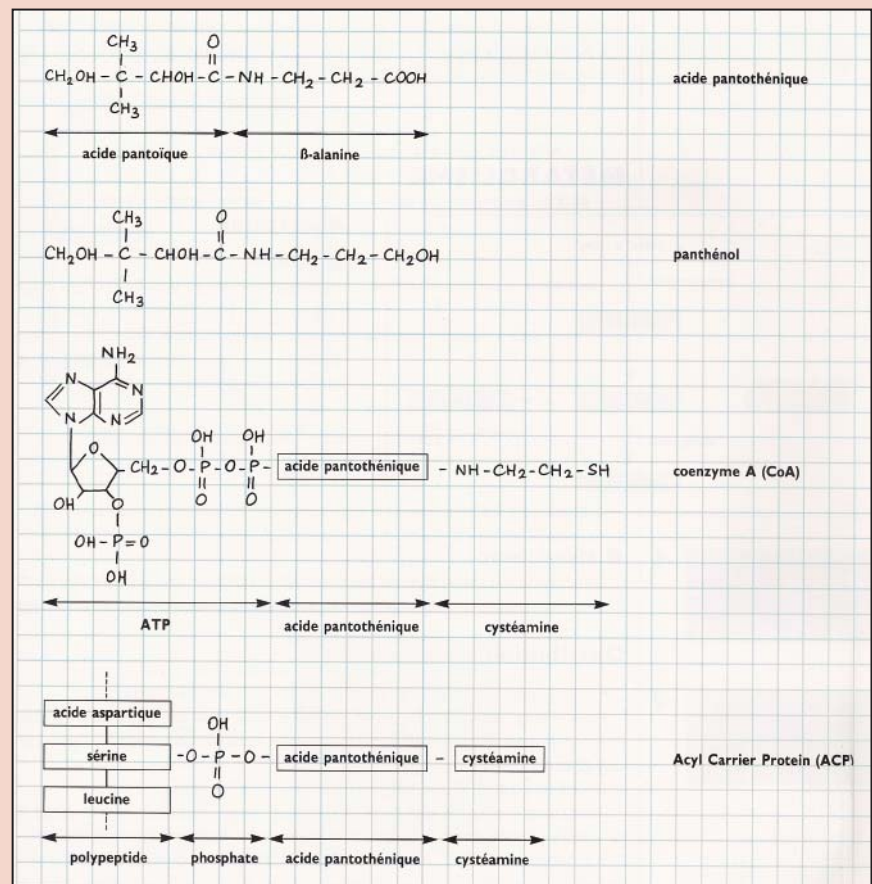 CH3 O
CH2OH – C – CHOH – C – NH – CH2 – CH2 – COOH acide pantothénique
CH3
acide pantoïque ß-alanine
CH3 O
CH2OH – C – CHOH – C – NH – CH2 – CH2 – CH2OH panthénol
CH3
NH2
N N
N N
O OH OH
CH2 – O – P – O – P – acide pantothénique – NH – CH2 – CH2 – SH coenzyme A (CoA)
OH O O O
OH – P = O
OH
ATP acide pantothénique cystéamine
acide aspartique
OH
sérine – O – P – O – acide pantothénique – cystéamine Acyl Carrier Protein (ACP)
O
leucine
polypeptide phosphate acide pantothénique cystéamine